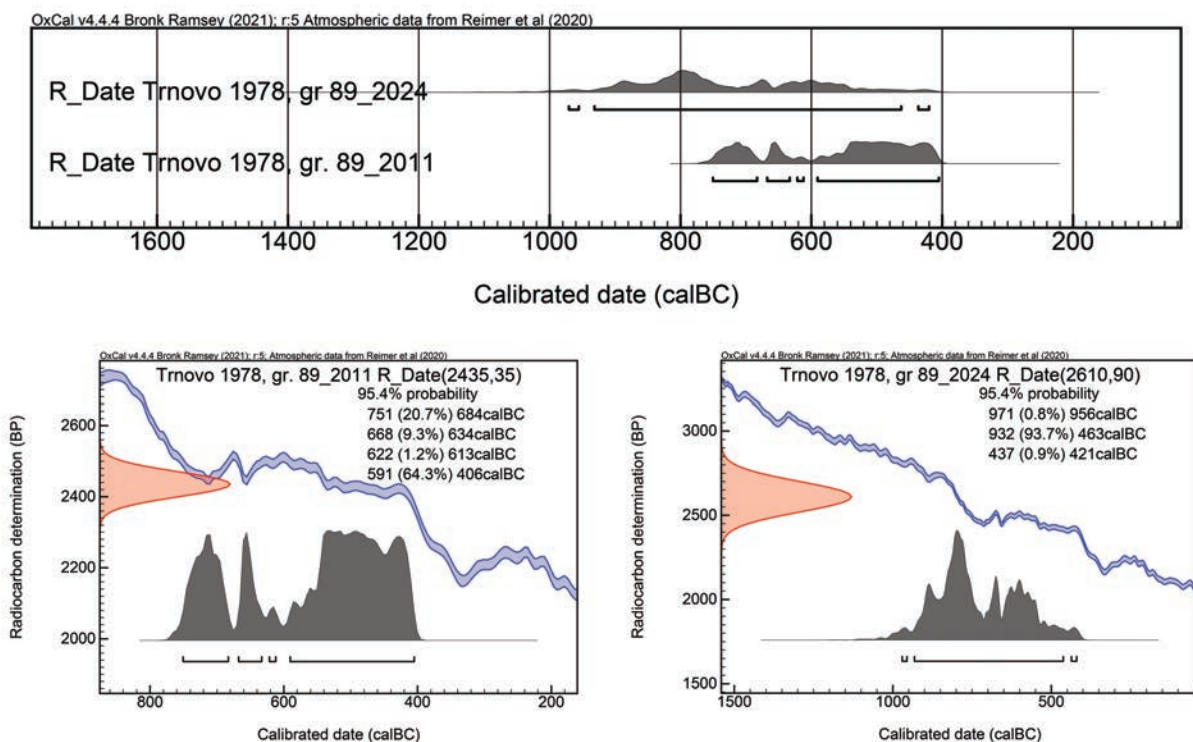 OxCal v4.4.4 Bronk Ramsey (2021); r:5 Atmospheric data from Reimer et al (2020)
R_Date Trnovo 1978, gr 89_2024
R_Date Trnovo 1978, gr. 89_2011
1600 1400 1200 1000 800 600 400 200
Calibrated date (calBC)
OxCal v4.4.4 Bronk Ramsey (2021); r:5; Atmospheric data from Reimer et al (2020)
Trnovo 1978, gr. 89_2011 R_Date(2435,35)
95.4% probability
751 (20.7%) 684calBC
668 (9.3%) 634calBC
622 (1.2%) 613calBC
591 (64.3%) 406calBC
Radiocarbon determination (BP)
2600
2400
2200
2000
800 600 400 200
Calibrated date (calBC)
OxCal v4.4.4 Bronk Ramsey (2021); r:5; Atmospheric data from Reimer et al (2020)
Trnovo 1978, gr 89_2024 R_Date(2610,90)
95.4% probability
971 (0.8%) 956calBC
932 (93.7%) 463calBC
437 (0.9%) 421calBC
Radiocarbon determination (BP)
3000
2500
2000
1500
1500 1000 500
Calibrated date (calBC)